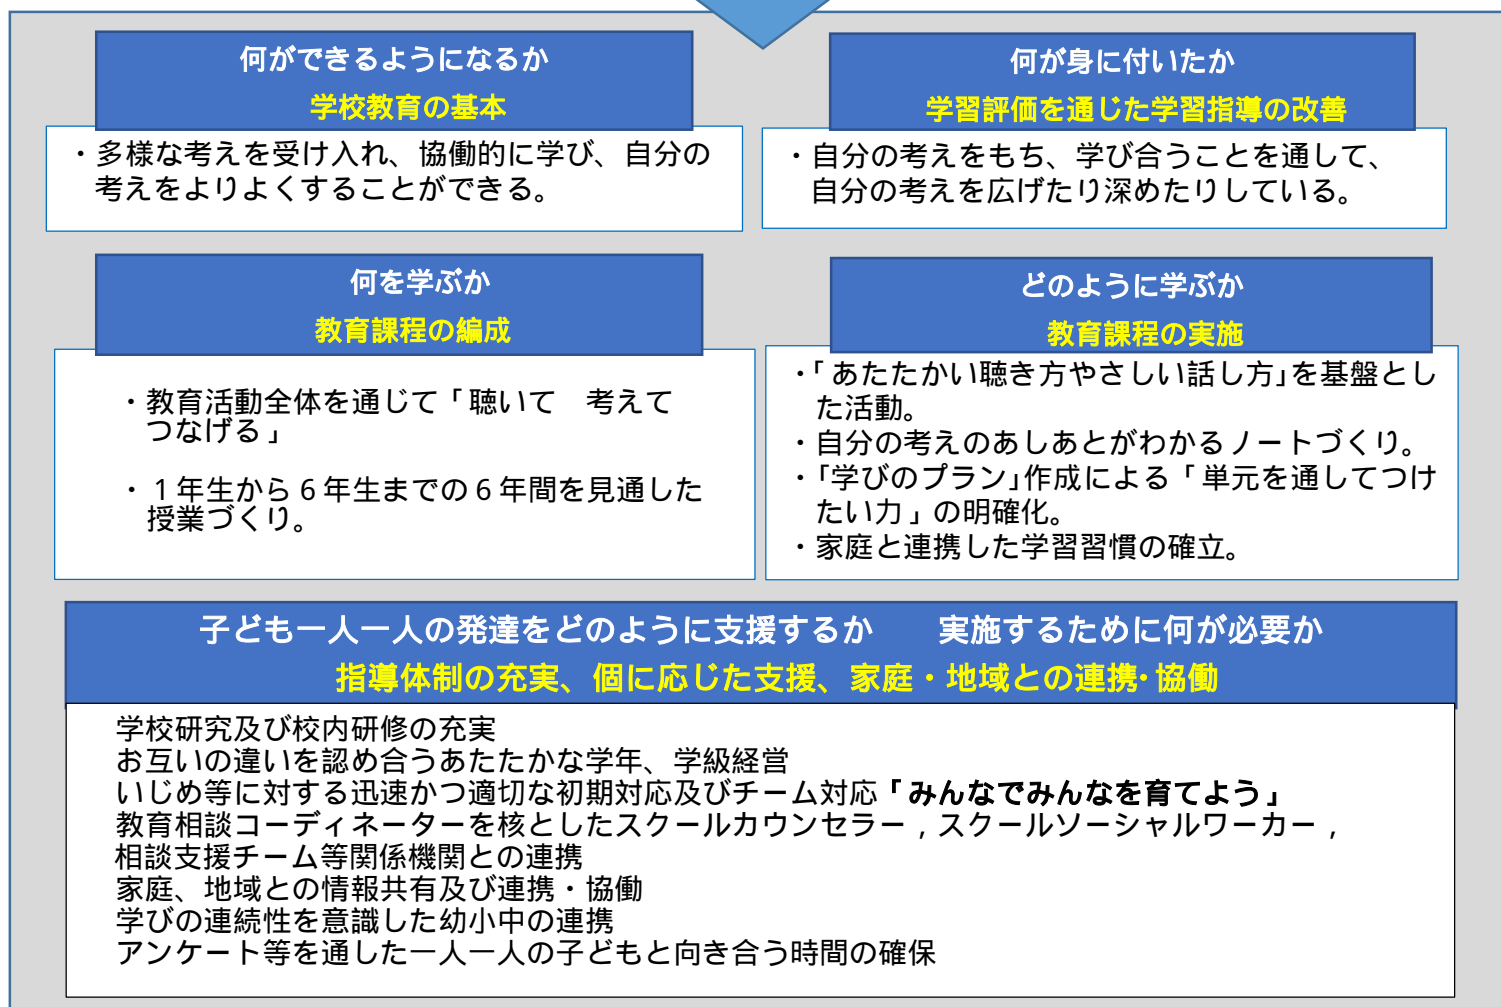 何ができるようになるか
学校教育の基本
・多様な考えを受け入れ、協働的に学び、自分の
考えをよりよくすることができる。
何が身に付いたか
学習評価を通じた学習指導の改善
・自分の考えをもち、学び合うことを通して、
自分の考えを広げたり深めたりしている。
何を学ぶか
教育課程の編成
・教育活動全体を通じて「聴いて　考えて
つなげる」
・１年生から６年生までの６年間を見通した
授業づくり。
どのように学ぶか
教育課程の実施
・「あたたかい聴き方やさしい話し方」を基盤とし
た活動。
・自分の考えのあしあとがわかるノートづくり。
・「学びのプラン」作成による「単元を通してつけ
たい力」の明確化。
・家庭と連携した学習習慣の確立。
子ども一人一人の発達をどのように支援するか　　実施するために何が必要か
指導体制の充実、個に応じた支援、家庭・地域との連携・協働
学校研究及び校内研修の充実
お互いの違いを認め合うあたたかな学年、学級経営
いじめ等に対する迅速かつ適切な初期対応及びチーム対応「みんなでみんなを育てよう」
教育相談コーディネーターを核としたスクールカウンセラー，スクールソーシャルワーカー，
相談支援チーム等関係機関との連携
家庭、地域との情報共有及び連携・協働
学びの連続性を意識した幼小中の連携
アンケート等を通した一人一人の子どもと向き合う時間の確保